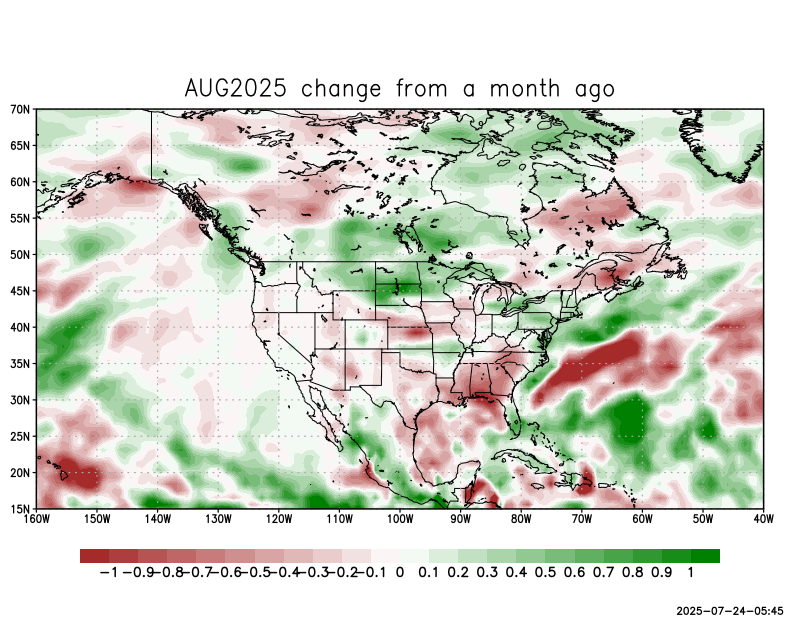 AUG2025 change from a month ago
70N
65N
60N
55N
50N
45N
40N
35N
30N
25N
20N
15N
160W 150W 140W 130W 120W 110W 100W 90W 80W 70W 60W 50W 40W
-1 -0.9 -0.8 -0.7 -0.6 -0.5 -0.4 -0.3 -0.2 -0.1 0 0.1 0.2 0.3 0.4 0.5 0.6 0.7 0.8 0.9 1
2025-07-24-05:45